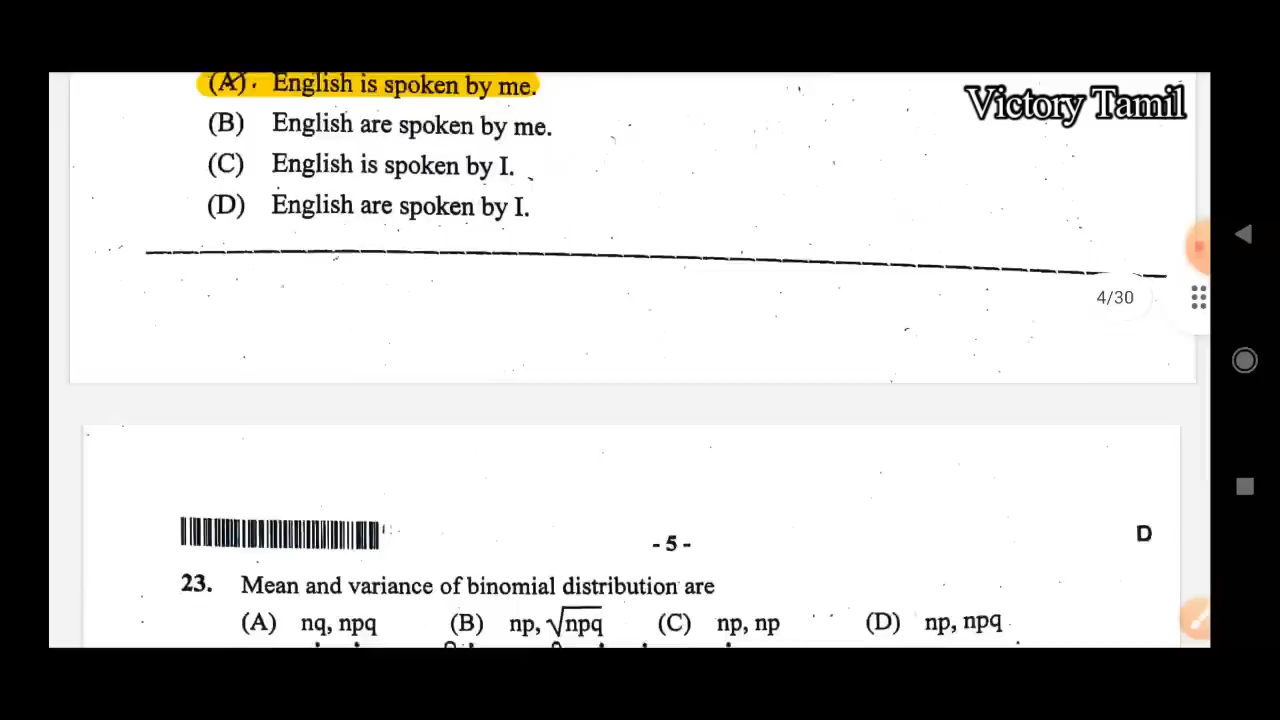 (A). English is spoken by me.
Victory Tamil
(B) English are spoken by me.
(C) English is spoken by I.
(D) English are spoken by I.
4/30
- 5 -
D
23. Mean and variance of binomial distribution are
(A) nq, npq (B) np, √npq (C) np, np (D) np, npq